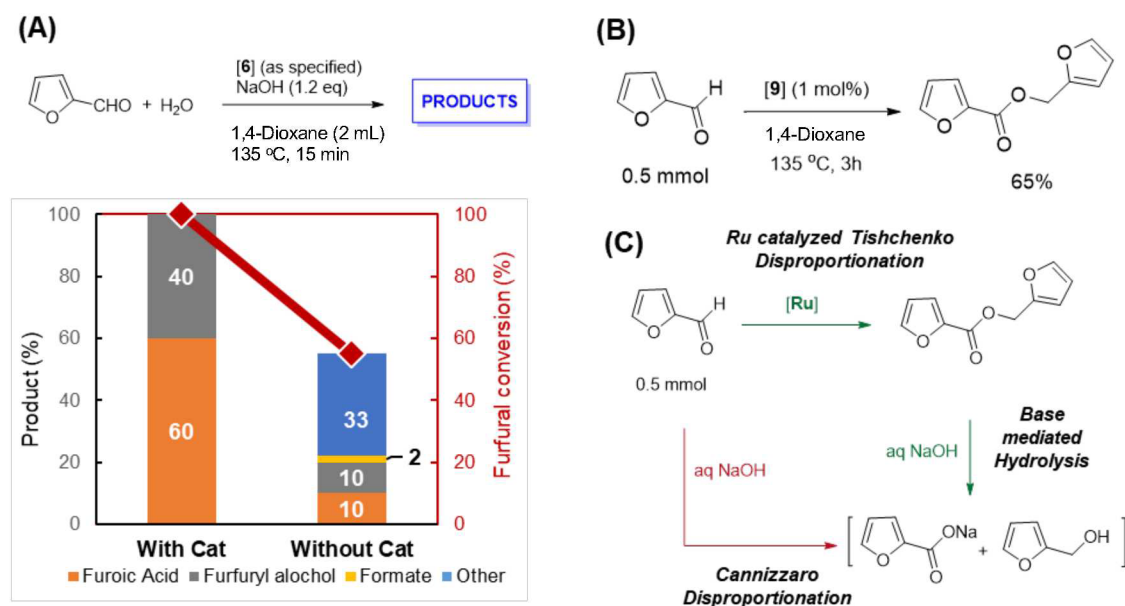 (A)
CHO + H₂O
O
[6] (as specified)
NaOH (1.2 eq)
1,4-Dioxane (2 mL)
135 ºC, 15 min
PRODUCTS
Product (%)
100
80
60
40
20
0
40
60
33
2
10
10
Furfural conversion (%)
100
80
60
40
20
0
With Cat
Without Cat
Furoic Acid Furfuryl alochol Formate Other
(B)
H
O
O
0.5 mmol
[9] (1 mol%)
1,4-Dioxane
135 ºC, 3h
O
O
O
O
65%
(C)
Ru catalyzed Tishchenko
Disproportionation
H
O
O
0.5 mmol
[Ru]
O
O
O
O
aq NaOH
aq NaOH
Base
mediated
Hydrolysis
O
ONa
O
+
O
OH
Cannizzaro
Disproportionation